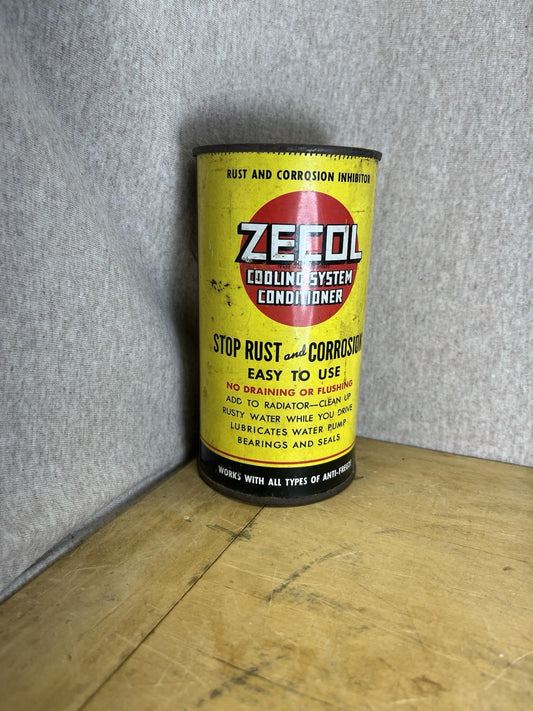 RUST AND CORROSION INHIBITOR
ZECOL
COOLING SYSTEM
CONDITIONER
STOP RUST and CORROSION
EASY TO USE
NO DRAINING OR FLUSHING
ADD TO RADIATOR—CLEAN UP
RUSTY WATER WHILE YOU DRIVE
LUBRICATES WATER PUMP
BEARINGS AND SEALS
WORKS WITH ALL TYPES OF ANTI-FREEZE